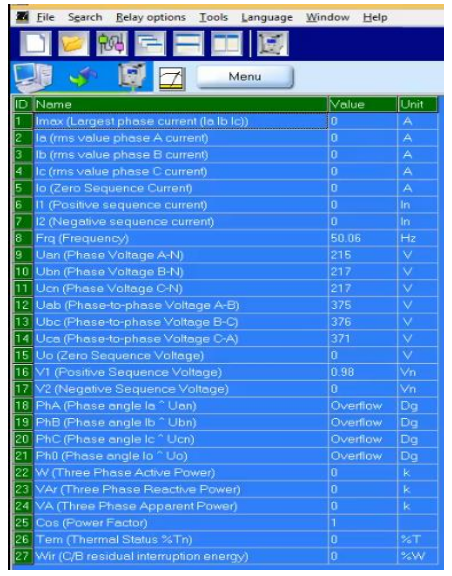 File Search Relay options Tools Language Window Help
Menu
ID Name Value Unit
1 Imax (Largest phase current (Ia Ib Ic)) 0 A
2 Ia (rms value phase A current) 0 A
3 Ib (rms value phase B current) 0 A
4 Ic (rms value phase C current) 0 A
5 Io (Zero Sequence Current) 0 A
6 I1 (Positive sequence current) 0 In
7 I2 (Negative sequence current) 0 In
8 Frq (Frequency) 50.06 Hz
9 Uan (Phase Voltage A-N) 215 V
10 Ubn (Phase Voltage B-N) 217 V
11 Ucn (Phase Voltage C-N) 217 V
12 Uab (Phase-to-phase Voltage A-B) 375 V
13 Ubc (Phase-to-phase Voltage B-C) 376 V
14 Uca (Phase-to-phase Voltage C-A) 371 V
15 Uo (Zero Sequence Voltage) 0 V
16 V1 (Positive Sequence Voltage) 0.98 Vn
17 V2 (Negative Sequence Voltage) 0 Vn
18 PhA (Phase angle Ia ^ Uan) Overflow Dg
19 PhB (Phase angle Ib ^ Ubn) Overflow Dg
20 PhC (Phase angle Ic ^ Ucn) Overflow Dg
21 Ph0 (Phase angle Io ^ Uo) Overflow Dg
22 W (Three Phase Active Power) 0 k
23 VAr (Three Phase Reactive Power) 0 k
24 VA (Three Phase Apparent Power) 0 k
25 Cos (Power Factor) 1
26 Tem (Thermal Status %Tn) 0 %T
27 Wir (C/B residual interruption energy) 0 %W